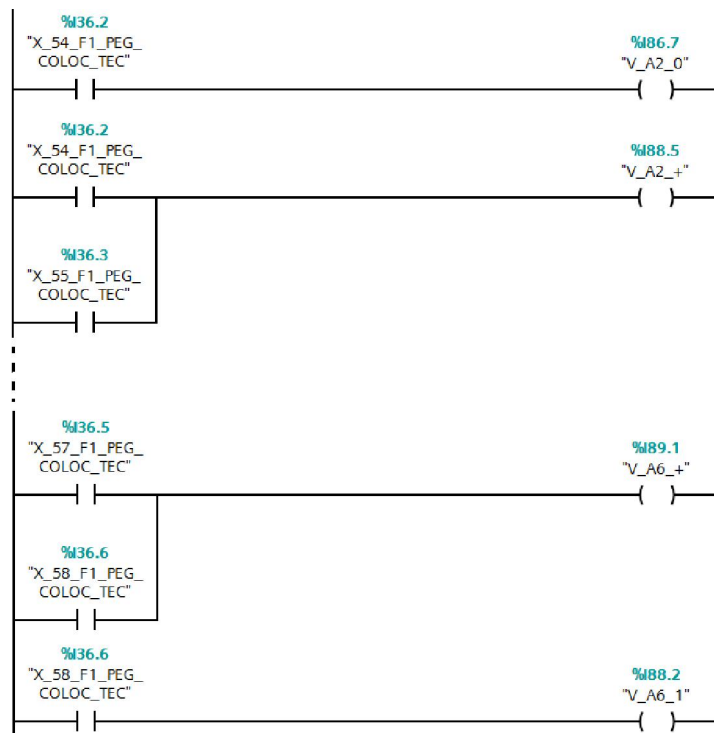 %I36.2
"X_54_F1_PEG_
COLOC_TEC"
%I86.7
"V_A2_0"
%I36.2
"X_54_F1_PEG_
COLOC_TEC"
%I88.5
"V_A2_+"
%I36.3
"X_55_F1_PEG_
COLOC_TEC"
%I36.5
"X_57_F1_PEG_
COLOC_TEC"
%I89.1
"V_A6_+"
%I36.6
"X_58_F1_PEG_
COLOC_TEC"
%I36.6
"X_58_F1_PEG_
COLOC_TEC"
%I88.2
"V_A6_1"